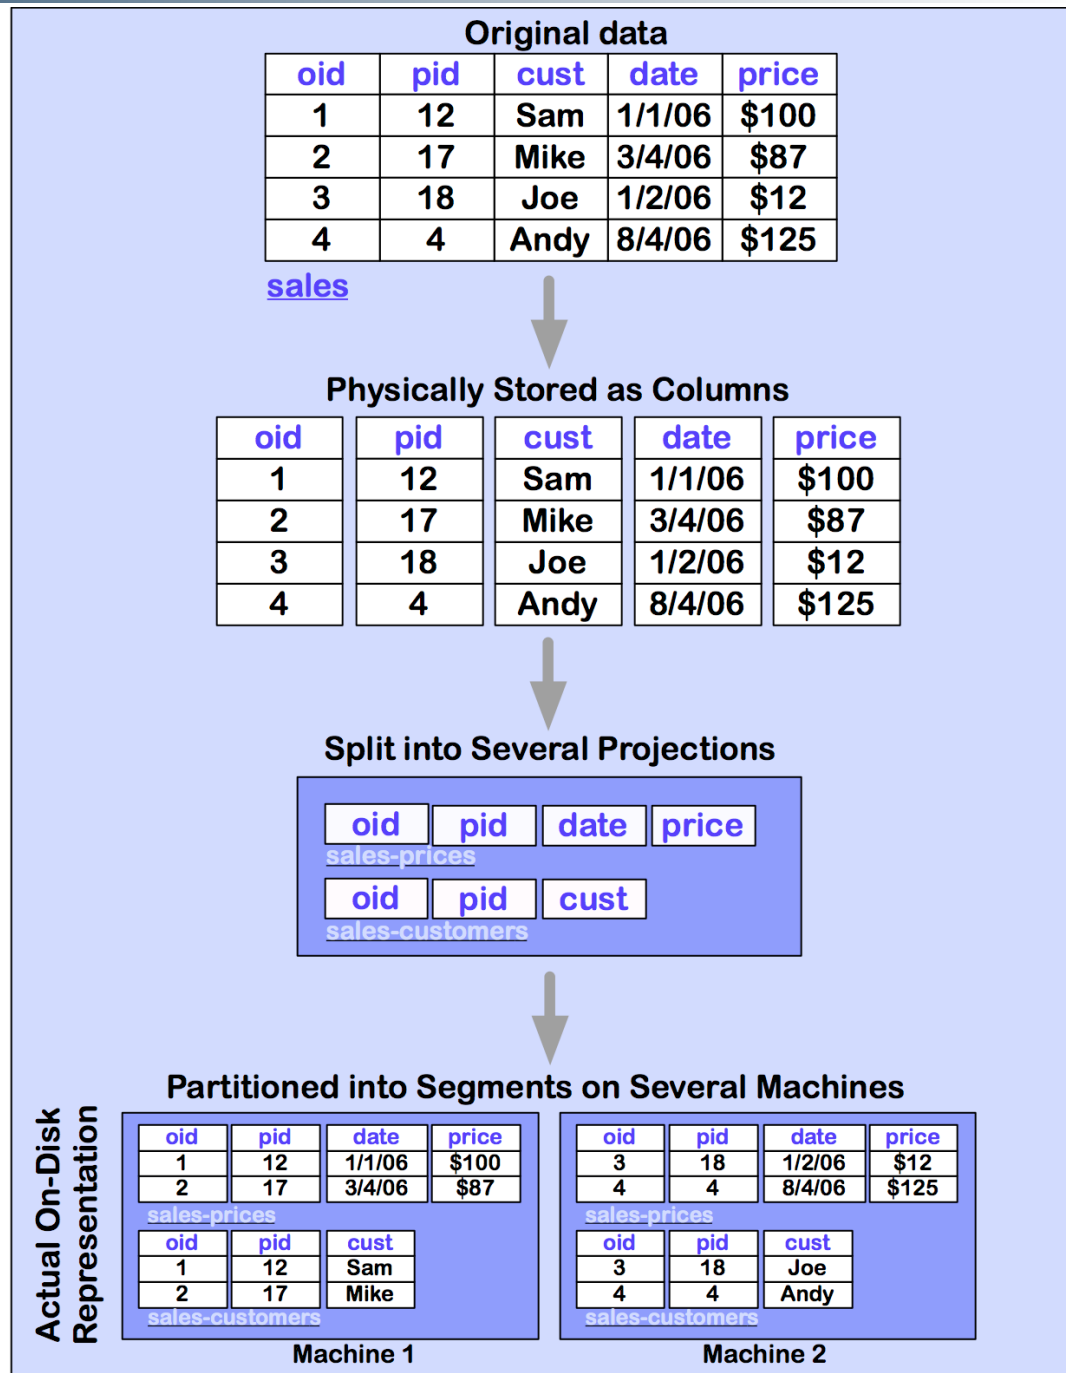 Original data
oid pid cust date price
1 12 Sam 1/1/06 $100
2 17 Mike 3/4/06 $87
3 18 Joe 1/2/06 $12
4 4 Andy 8/4/06 $125
sales
Physically Stored as Columns
oid pid cust date price
1 12 Sam 1/1/06 $100
2 17 Mike 3/4/06 $87
3 18 Joe 1/2/06 $12
4 4 Andy 8/4/06 $125
Split into Several Projections
oid pid date price
sales-prices
oid pid cust
sales-customers
Partitioned into Segments on Several Machines
Actual On-Disk
Representation
oid pid date price
1 12 1/1/06 $100
2 17 3/4/06 $87
sales-prices
oid pid cust
1 12 Sam
2 17 Mike
sales-customers
Machine 1
oid pid date price
3 18 1/2/06 $12
4 4 8/4/06 $125
sales-prices
oid pid cust
3 18 Joe
4 4 Andy
sales-customers
Machine 2